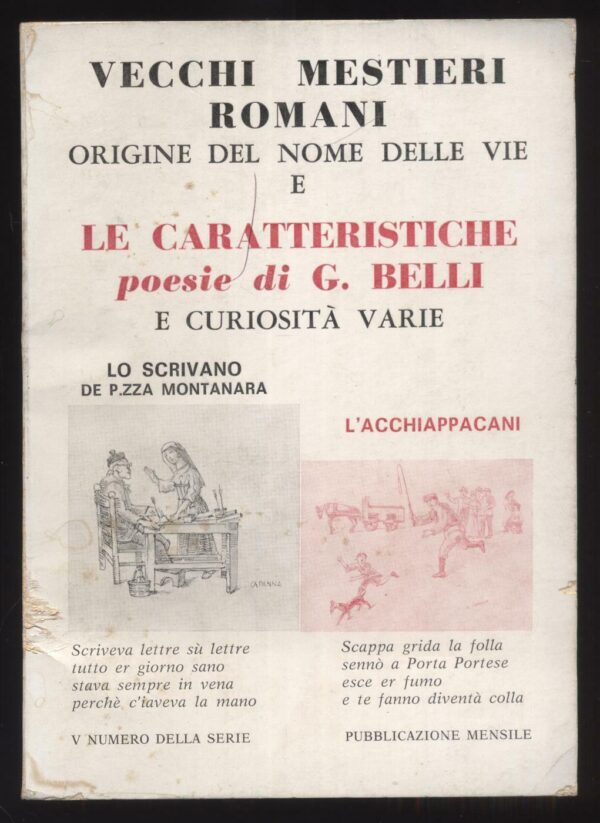 VECCHI MESTIERI
ROMANI
ORIGINE DEL NOME DELLE VIE
E
LE CARATTERISTICHE
poesie di G. BELLI
E CURIOSITÀ VARIE
LO SCRIVANO
DE P.ZZA MONTANARA
L'ACCHIAPPACANI
CADENNA
Scriveva lettre sù lettre
tutto er giorno sano
stava sempre in vena
perchè c'iaveva la mano
Scappa grida la folla
sennò a Porta Portese
esce er fumo
e te fanno diventà colla
V NUMERO DELLA SERIE
PUBBLICAZIONE MENSILE